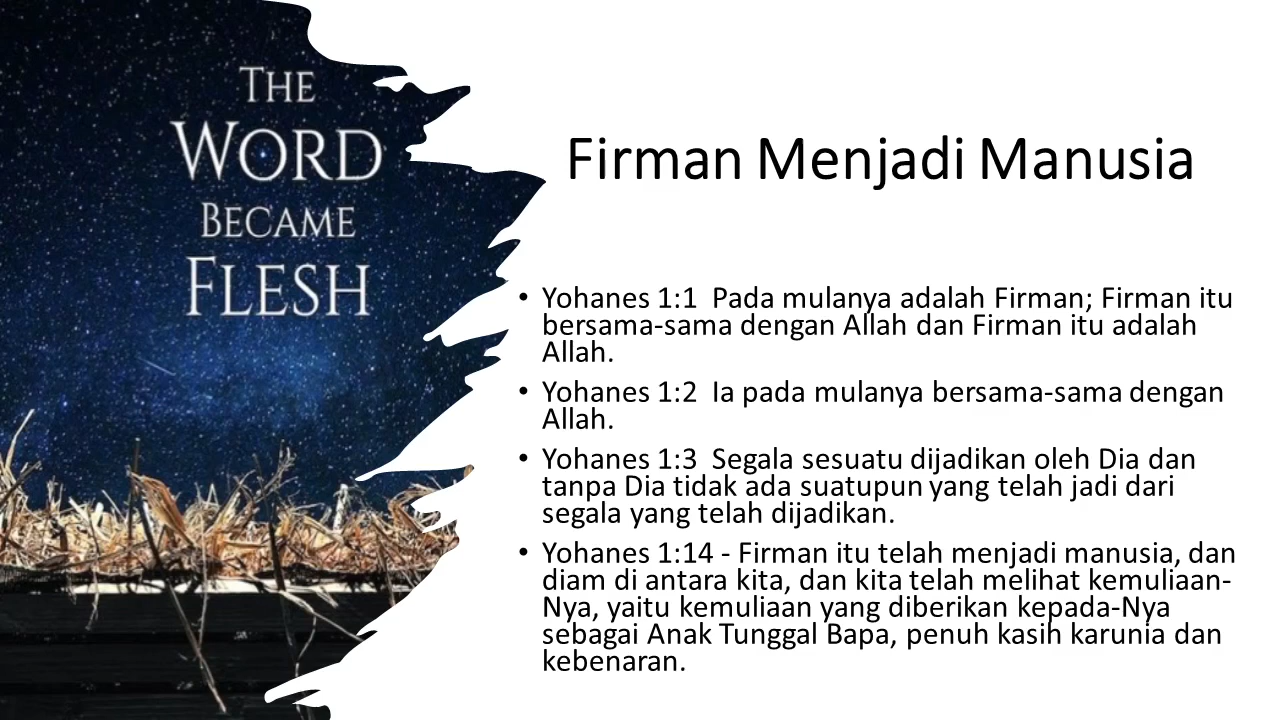 THE
WORD
BECAME
FLESH
Firman Menjadi Manusia
• Yohanes 1:1  Pada mulanya adalah Firman; Firman itu
bersama-sama dengan Allah dan Firman itu adalah
Allah.
• Yohanes 1:2  Ia pada mulanya bersama-sama dengan
Allah.
• Yohanes 1:3  Segala sesuatu dijadikan oleh Dia dan
tanpa Dia tidak ada suatupun yang telah jadi dari
segala yang telah dijadikan.
• Yohanes 1:14 - Firman itu telah menjadi manusia, dan
diam di antara kita, dan kita telah melihat kemuliaan-
Nya, yaitu kemuliaan yang diberikan kepada-Nya
sebagai Anak Tunggal Bapa, penuh kasih karunia dan
kebenaran.